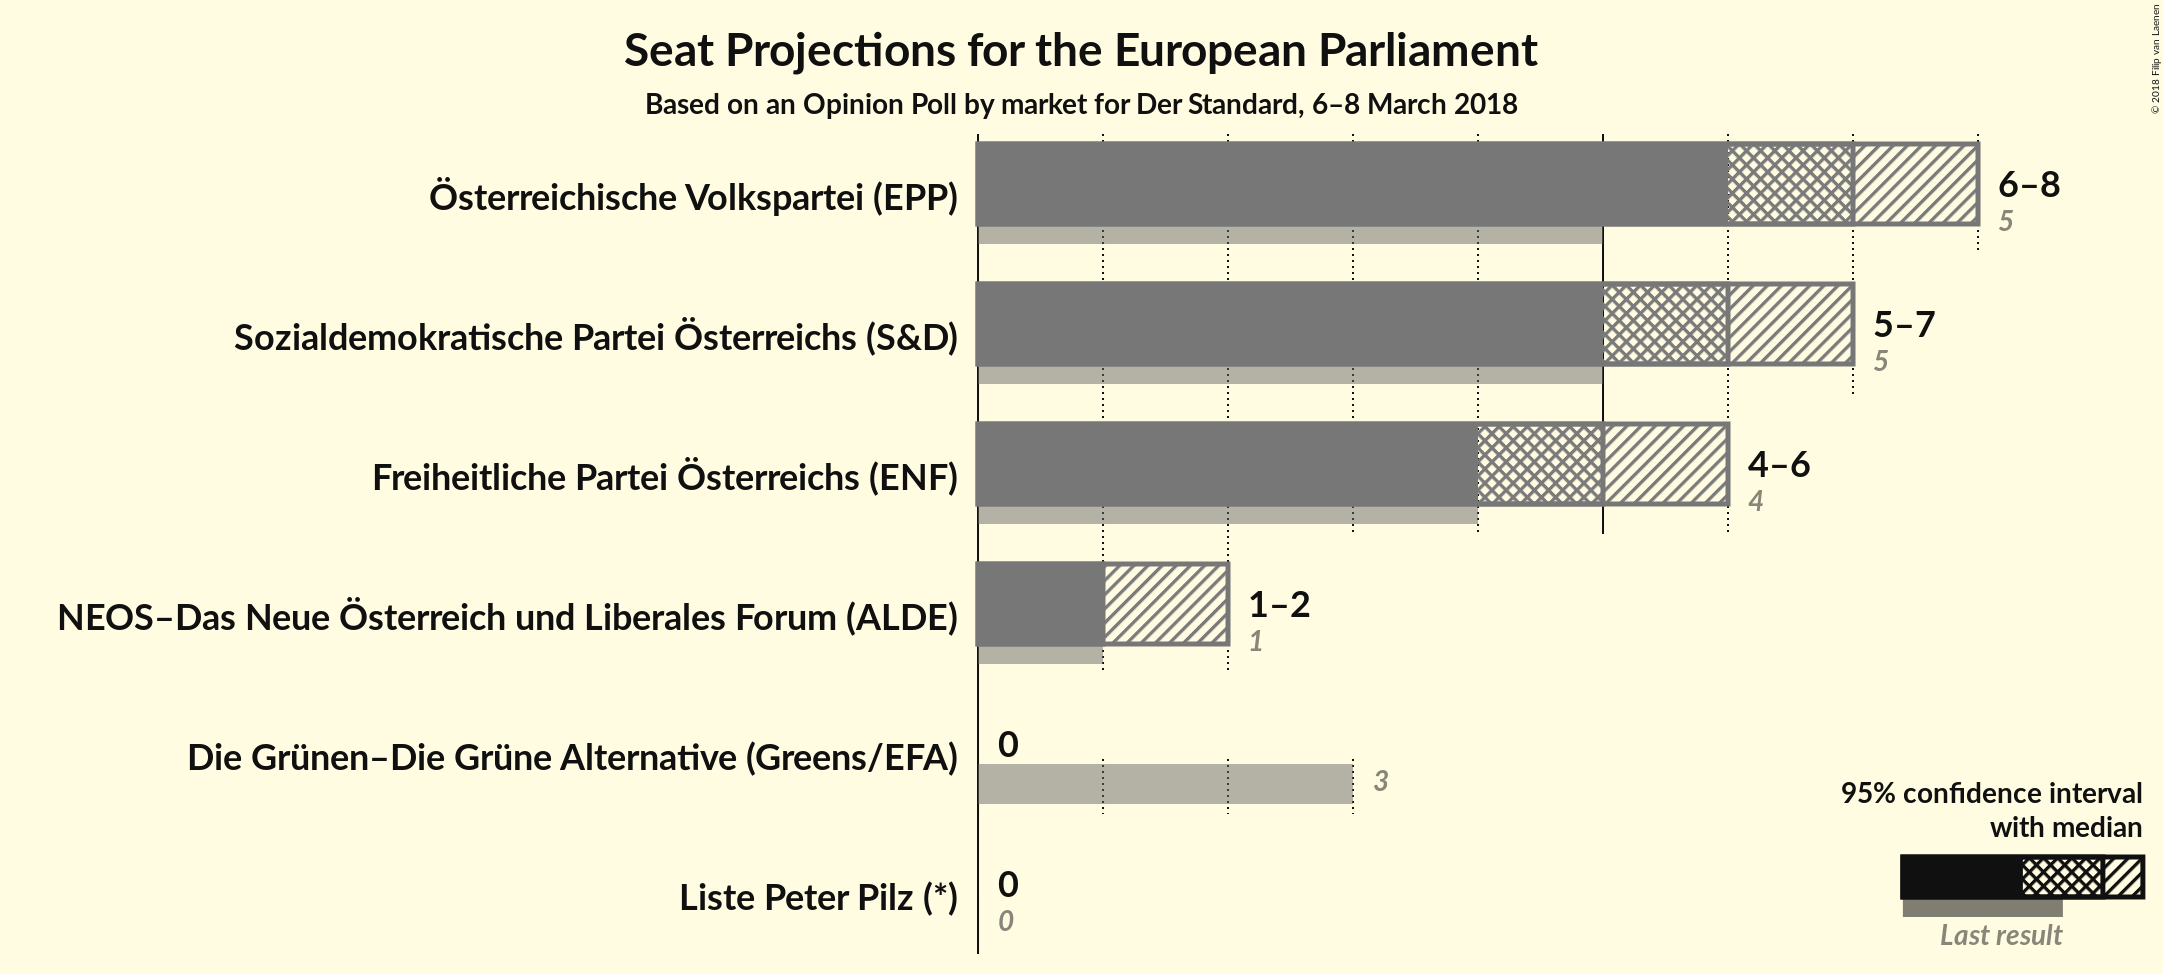 Seat Projections for the European Parliament
Based on an Opinion Poll by market for Der Standard, 6–8 March 2018
© 2018 Filip van Laenen
Österreichische Volkspartei (EPP)
6–8
5
Sozialdemokratische Partei Österreichs (S&D)
5–7
5
Freiheitliche Partei Österreichs (ENF)
4–6
4
NEOS–Das Neue Österreich und Liberales Forum (ALDE)
1–2
1
Die Grünen–Die Grüne Alternative (Greens/EFA)
0
3
Liste Peter Pilz (*)
0
0
95% confidence interval
with median
Last result